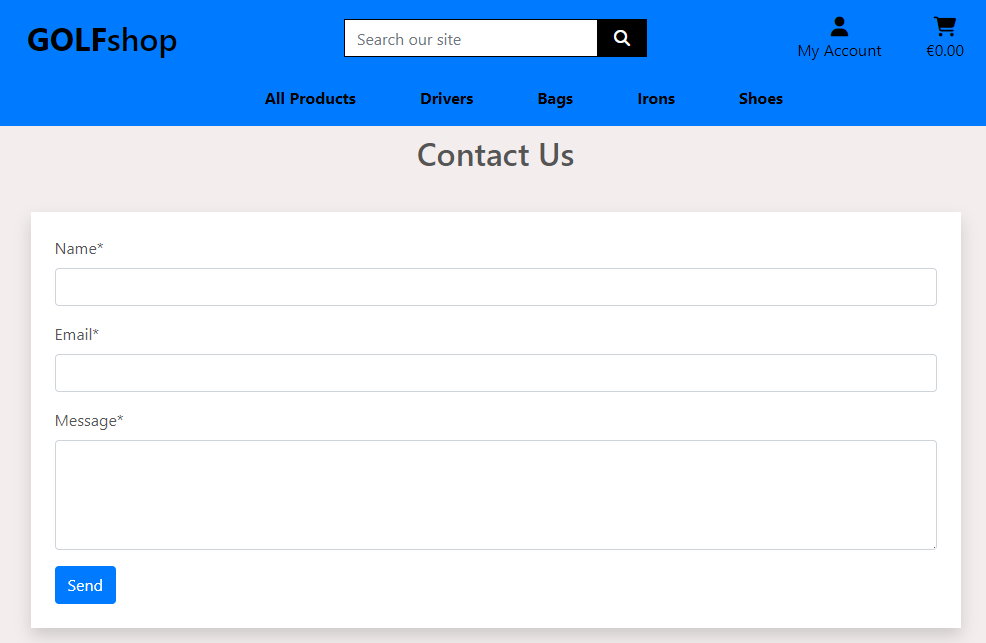 GOLFshop
Search our site
My Account
€0.00
All Products Drivers Bags Irons Shoes
Contact Us
Name*
Email*
Message*
Send